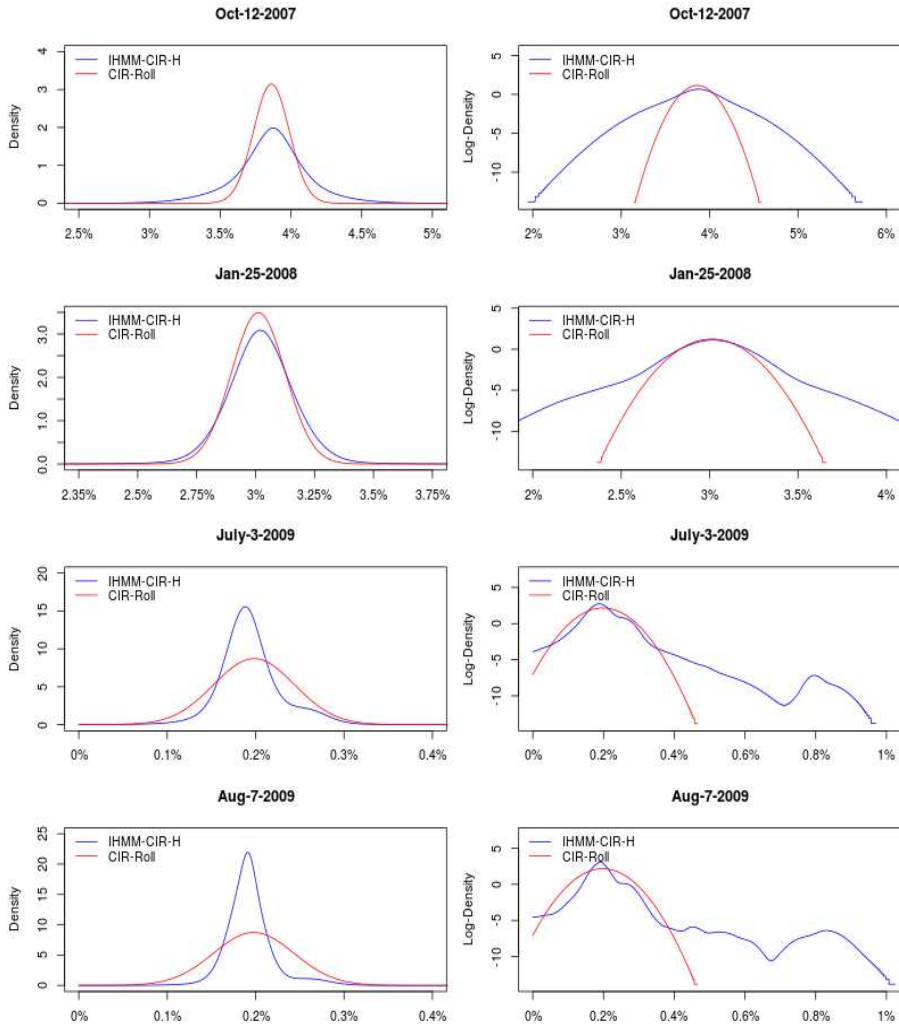 Oct-12-2007
IHMM-CIR-H
CIR-Roll
Density
4
3
2
1
0
2.5% 3% 3.5% 4% 4.5% 5%
Oct-12-2007
IHMM-CIR-H
CIR-Roll
Log-Density
5
0
-5
-10
2% 3% 4% 5% 6%
Jan-25-2008
IHMM-CIR-H
CIR-Roll
Density
3.0
2.0
1.0
0.0
2.35% 2.5% 2.75% 3% 3.25% 3.5% 3.75%
Jan-25-2008
IHMM-CIR-H
CIR-Roll
Log-Density
5
0
-5
-10
2% 2.5% 3% 3.5% 4%
July-3-2009
IHMM-CIR-H
CIR-Roll
Density
20
15
10
5
0
0% 0.1% 0.2% 0.3% 0.4%
July-3-2009
IHMM-CIR-H
CIR-Roll
Log-Density
5
0
-5
-10
0% 0.2% 0.4% 0.6% 0.8% 1%
Aug-7-2009
IHMM-CIR-H
CIR-Roll
Density
25
20
15
10
5
0
0% 0.1% 0.2% 0.3% 0.4%
Aug-7-2009
IHMM-CIR-H
CIR-Roll
Log-Density
5
0
-5
-10
0% 0.2% 0.4% 0.6% 0.8% 1%